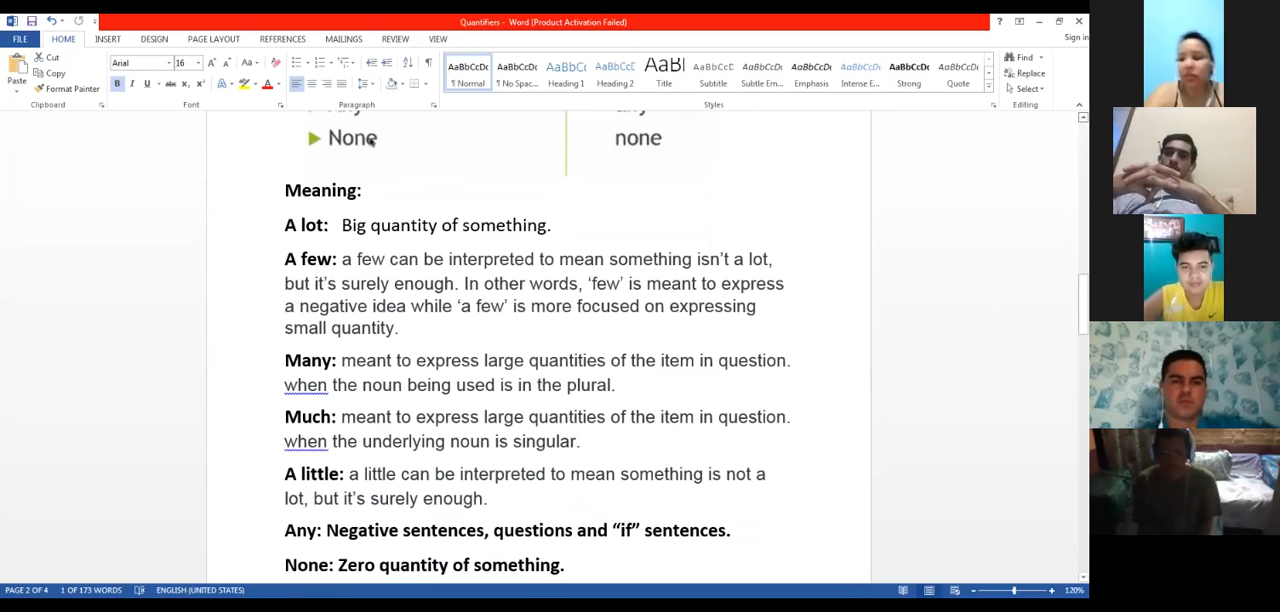 Quantifiers - Word (Product Activation Failed)
FILE HOME INSERT DESIGN PAGE LAYOUT REFERENCES MAILINGS REVIEW VIEW
Sign in
Paste
Cut
Copy
Format Painter
Clipboard
Arial 16
Font
Paragraph
AaBbCcDc AaBbCcDc AaBbCc AaBbCcC AaBl AaBbCcD AaBbCcDc AaBbCcDc AaBbCcDc AaBbCcDc AaBbCcDc
¶ Normal ¶ No Spac... Heading 1 Heading 2 Title Subtitle Subtle Em... Emphasis Intense E... Strong Quote
Styles
Find
Replace
Select
Editing
None none
Meaning:
A lot: Big quantity of something.
A few: a few can be interpreted to mean something isn’t a lot,
but it’s surely enough. In other words, ‘few’ is meant to express
a negative idea while ‘a few’ is more focused on expressing
small quantity.
Many: meant to express large quantities of the item in question.
when the noun being used is in the plural.
Much: meant to express large quantities of the item in question.
when the underlying noun is singular.
A little: a little can be interpreted to mean something is not a
lot, but it’s surely enough.
Any: Negative sentences, questions and “if” sentences.
None: Zero quantity of something.
PAGE 2 OF 4 1 OF 173 WORDS ENGLISH (UNITED STATES) 120%